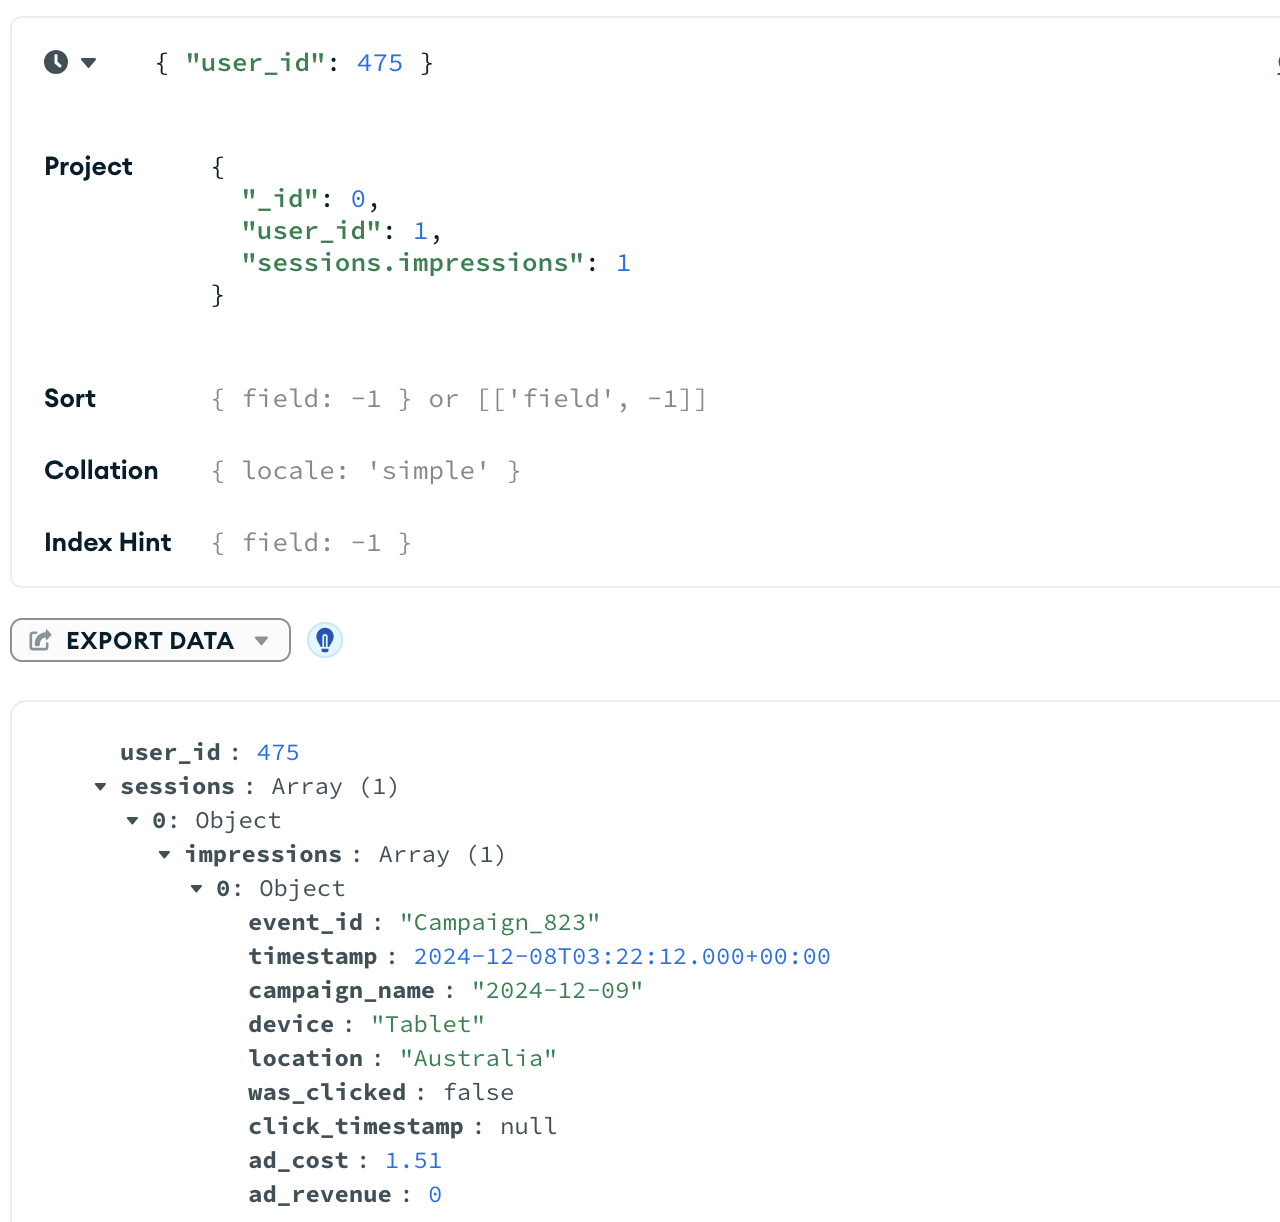 { "user_id": 475 }
Project {
"_id": 0,
"user_id": 1,
"sessions.impressions": 1
}
Sort { field: -1 } or [['field', -1]]
Collation { locale: 'simple' }
Index Hint { field: -1 }
EXPORT DATA
user_id : 475
sessions : Array (1)
0: Object
impressions : Array (1)
0: Object
event_id : "Campaign_823"
timestamp : 2024-12-08T03:22:12.000+00:00
campaign_name : "2024-12-09"
device : "Tablet"
location : "Australia"
was_clicked : false
click_timestamp : null
ad_cost : 1.51
ad_revenue : 0